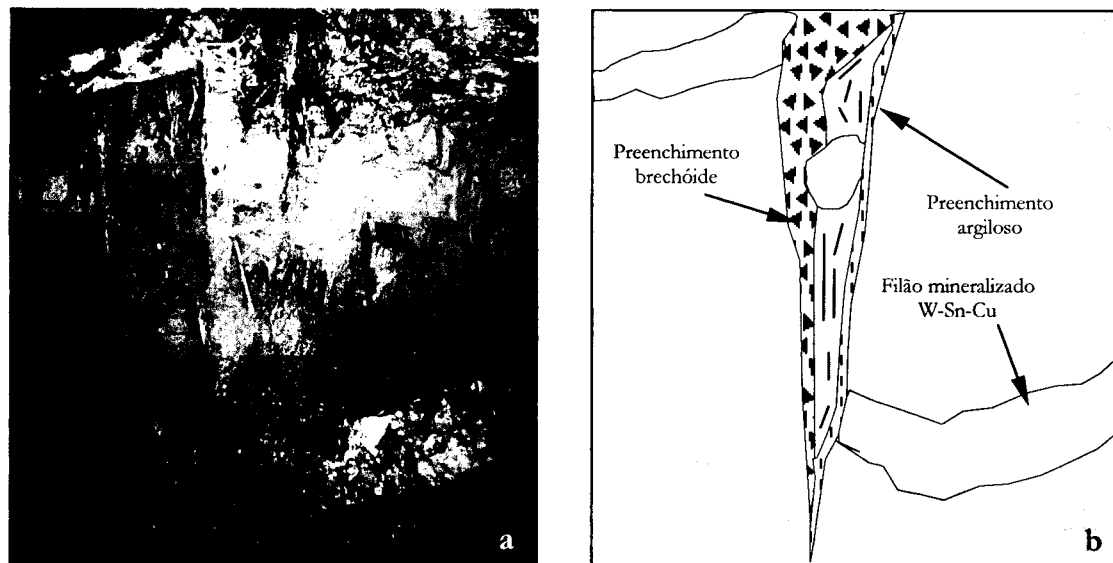 Preenchimento
brechóide
Preenchimento
argiloso
Filão mineralizado
W-Sn-Cu
a
b